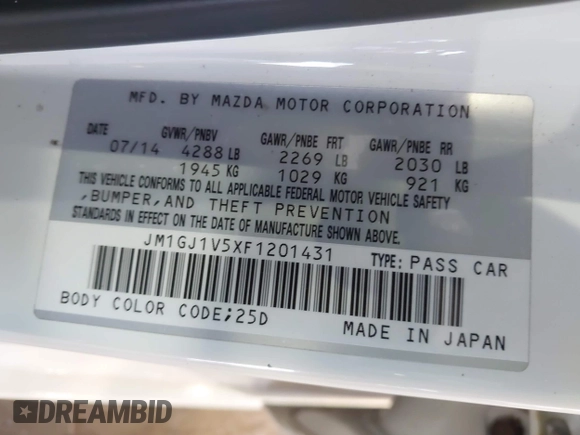 MFD. BY MAZDA MOTOR CORPORATION
DATE GVWR/PNBV GAWR/PNBE FRT GAWR/PNBE RR
07/14 4288 LB 2269 LB 2030 LB
1945 KG 1029 KG 921 KG
THIS VEHICLE CONFORMS TO ALL APPLICABLE FEDERAL MOTOR VEHICLE SAFETY
,BUMPER,AND THEFT PREVENTION
STANDARDS IN EFFECT ON THE DATE OF MANUFACTURE SHOWN ABOVE.
JM1GJ1V5XF1201431 TYPE: PASS CAR
BODY COLOR CODE;25D MADE IN JAPAN
DREAMBID